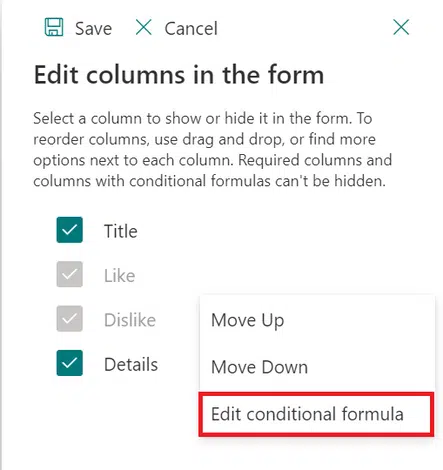 Save Cancel
Edit columns in the form
Select a column to show or hide it in the form. To
reorder columns, use drag and drop, or find more
options next to each column. Required columns and
columns with conditional formulas can't be hidden.
Title
Like
Dislike
Details
Move Up
Move Down
Edit conditional formula